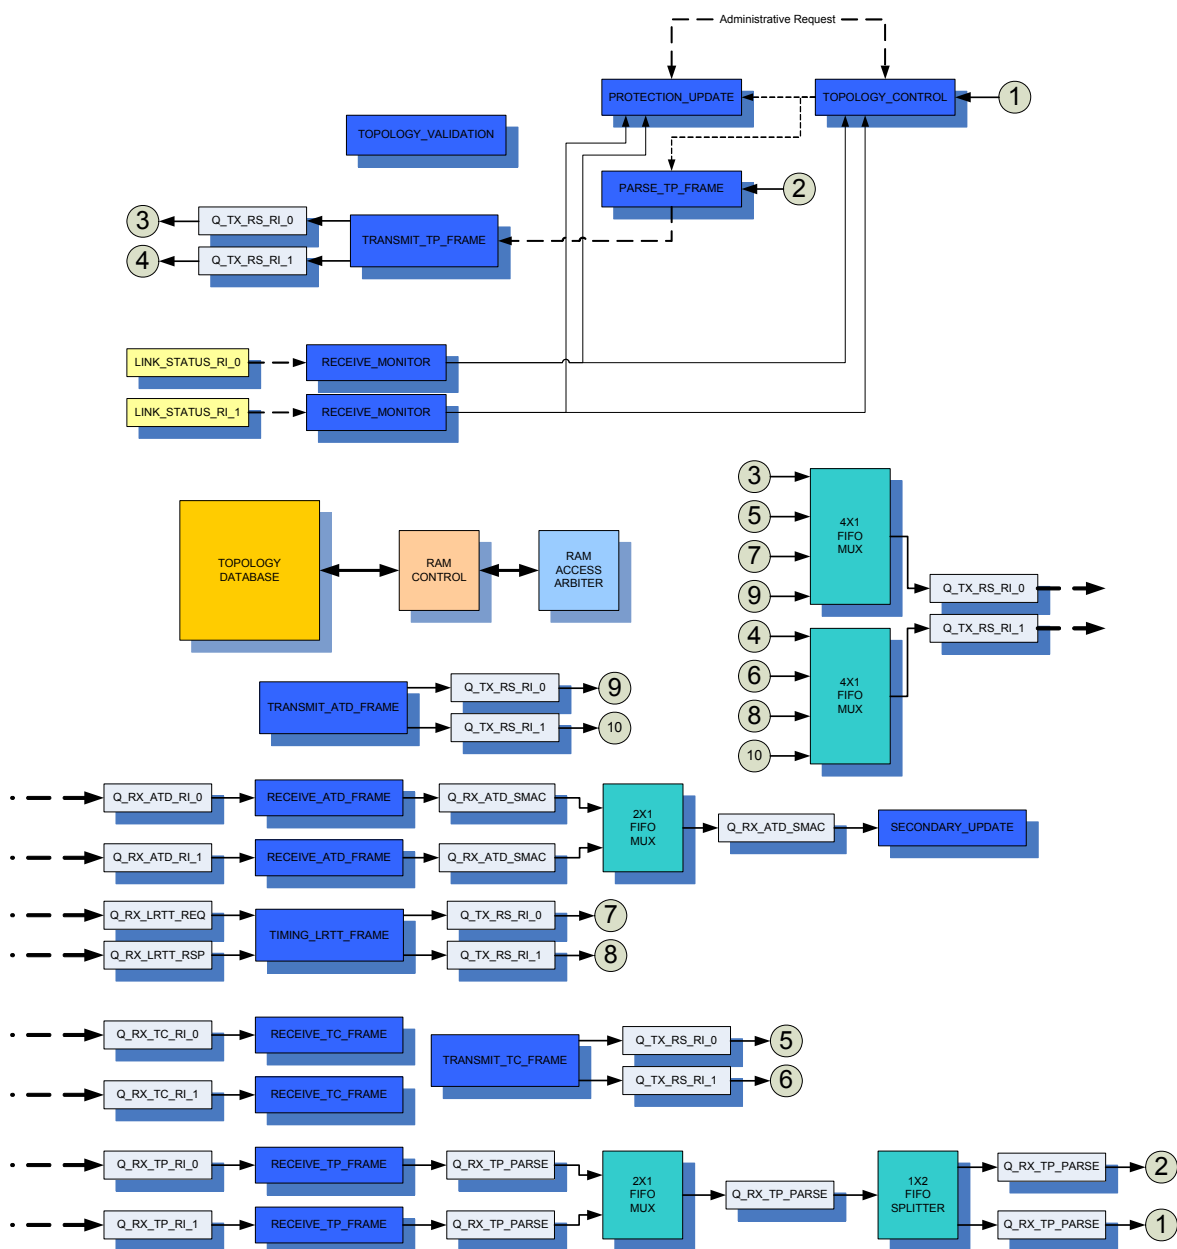 Administrative Request
PROTECTION_UPDATE
TOPOLOGY_CONTROL
1
TOPOLOGY_VALIDATION
PARSE_TP_FRAME
2
3
Q_TX_RS_RI_0
TRANSMIT_TP_FRAME
4
Q_TX_RS_RI_1
LINK_STATUS_RI_0
RECEIVE_MONITOR
LINK_STATUS_RI_1
RECEIVE_MONITOR
TOPOLOGY
DATABASE
RAM
CONTROL
RAM
ACCESS
ARBITER
3
5
7
9
4X1
FIFO
MUX
Q_TX_RS_RI_0
Q_TX_RS_RI_1
4
6
8
10
4X1
FIFO
MUX
TRANSMIT_ATD_FRAME
Q_TX_RS_RI_0
9
Q_TX_RS_RI_1
10
Q_RX_ATD_RI_0
RECEIVE_ATD_FRAME
Q_RX_ATD_SMAC
Q_RX_ATD_RI_1
RECEIVE_ATD_FRAME
Q_RX_ATD_SMAC
2X1
FIFO
MUX
Q_RX_ATD_SMAC
SECONDARY_UPDATE
Q_RX_LRTT_REQ
Q_RX_LRTT_RSP
TIMING_LRTT_FRAME
Q_TX_RS_RI_0
7
Q_TX_RS_RI_1
8
Q_RX_TC_RI_0
RECEIVE_TC_FRAME
Q_RX_TC_RI_1
RECEIVE_TC_FRAME
TRANSMIT_TC_FRAME
Q_TX_RS_RI_0
5
Q_TX_RS_RI_1
6
Q_RX_TP_RI_0
RECEIVE_TP_FRAME
Q_RX_TP_PARSE
Q_RX_TP_RI_1
RECEIVE_TP_FRAME
Q_RX_TP_PARSE
2X1
FIFO
MUX
Q_RX_TP_PARSE
1X2
FIFO
SPLITTER
Q_RX_TP_PARSE
2
Q_RX_TP_PARSE
1